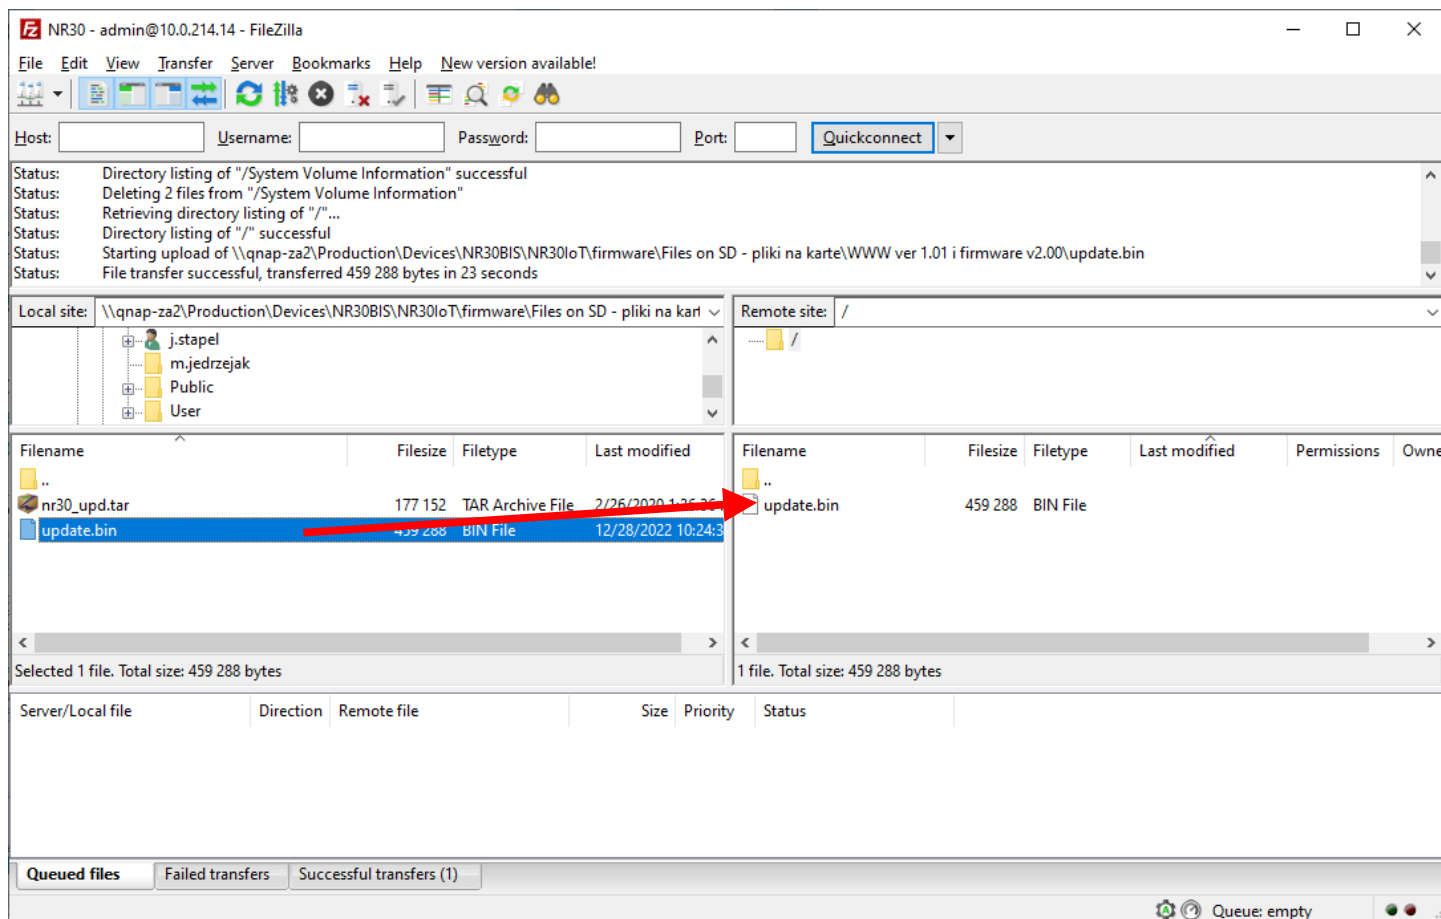 NR30 - admin@10.0.214.14 - FileZilla
File Edit View Transfer Server Bookmarks Help New version available!
Host: Username: Password: Port: Quickconnect
Status: Directory listing of "/System Volume Information" successful
Status: Deleting 2 files from "/System Volume Information"
Status: Retrieving directory listing of "/"...
Status: Directory listing of "/" successful
Status: Starting upload of \\qnap-za2\Production\Devices\NR30BIS\NR30IoT\firmware\Files on SD - pliki na karte\WWW ver 1.01 i firmware v2.00\update.bin
Status: File transfer successful, transferred 459 288 bytes in 23 seconds
Local site: \\qnap-za2\Production\Devices\NR30BIS\NR30IoT\firmware\Files on SD - pliki na kart Remote site: /
j.stapel /
m.jedrzejak
Public
User
Filename Filesize Filetype Last modified Filename Filesize Filetype Last modified Permissions Owne
.. ..
nr30_upd.tar 177 152 TAR Archive File 2/26/2020 update.bin 459 288 BIN File
update.bin 459 288 BIN File 12/28/2022 10:24:3
Selected 1 file. Total size: 459 288 bytes 1 file. Total size: 459 288 bytes
Server/Local file Direction Remote file Size Priority Status
Queued files Failed transfers Successful transfers (1)
Queue: empty